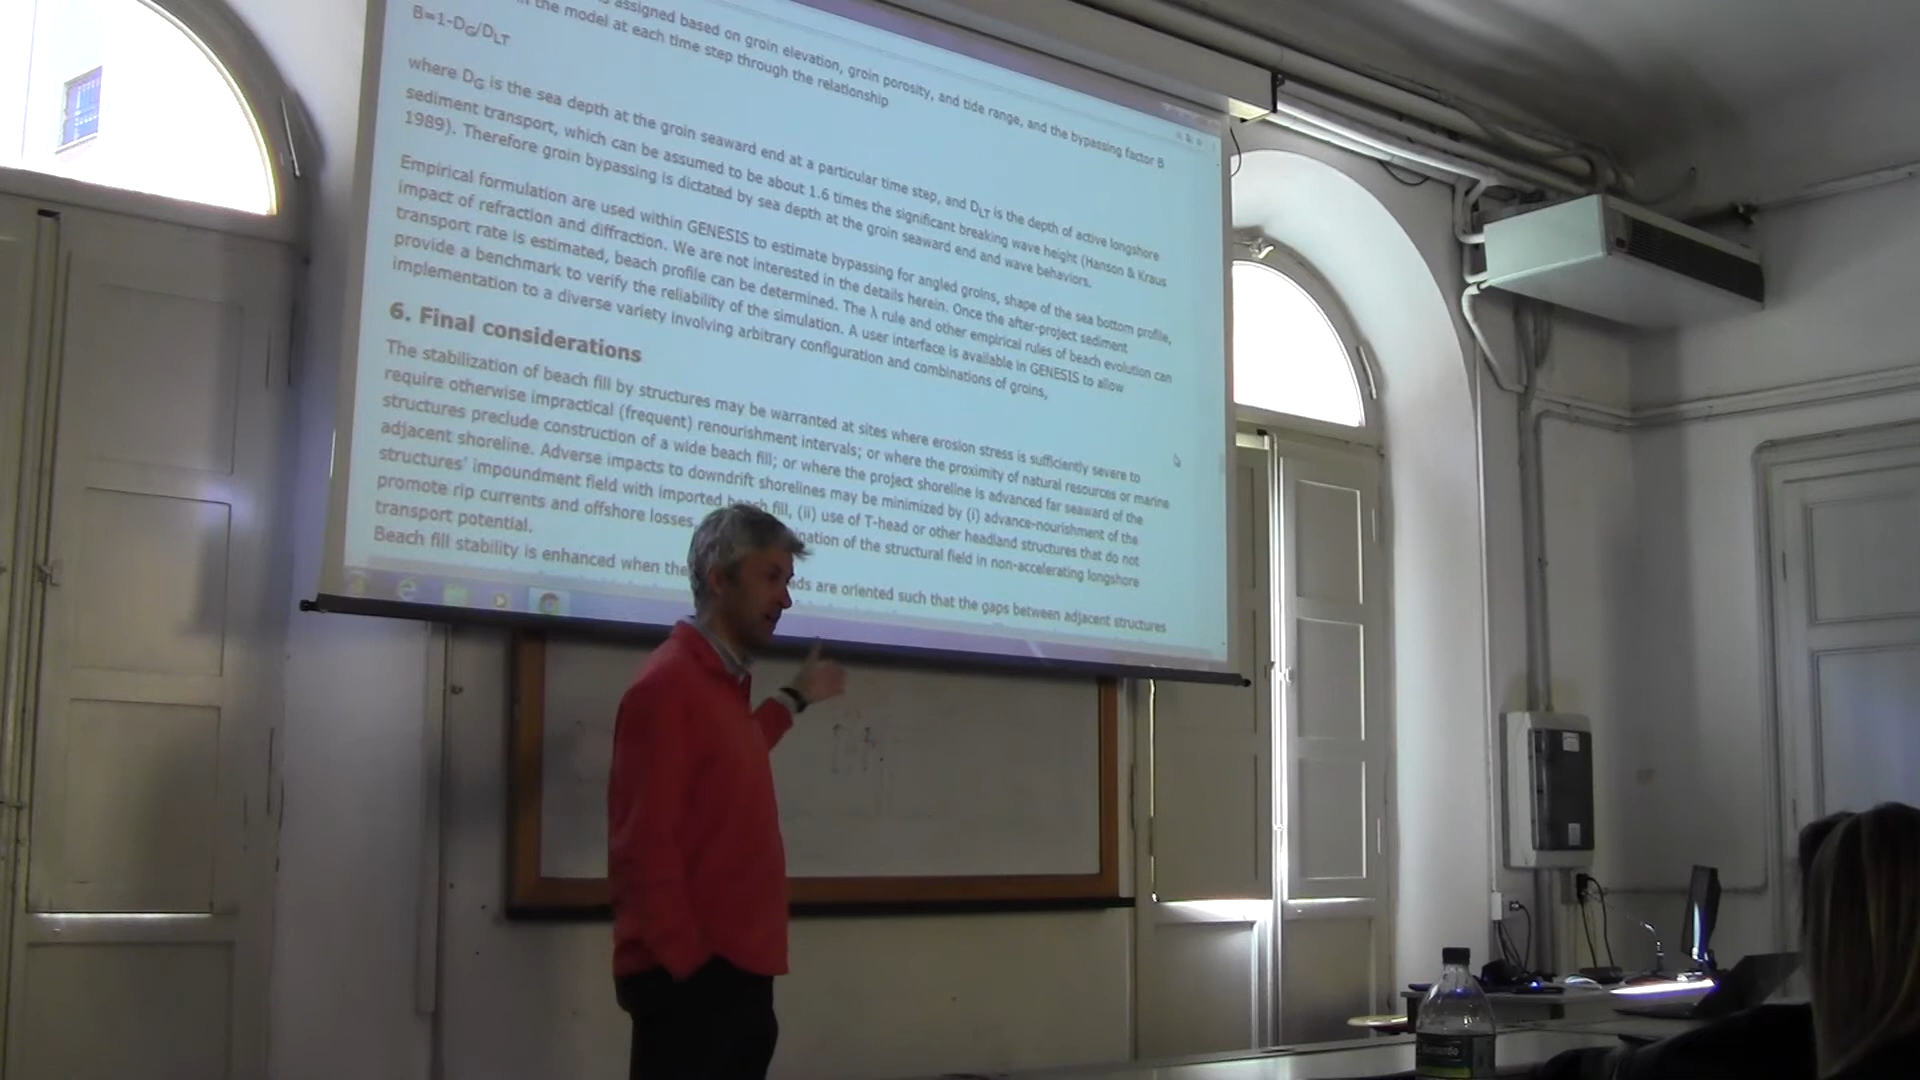 assigned based on groin elevation, groin porosity, and tide range, and the bypassing factor B
in the model at each time step through the relationship
B=1-DG/DLT
where DG is the sea depth at the groin seaward end at a particular time step, and DLT is the depth of active longshore
sediment transport, which can be assumed to be about 1.6 times the significant breaking wave height (Hanson & Kraus
1989). Therefore groin bypassing is dictated by sea depth at the groin seaward end and wave behaviors.
Empirical formulation are used within GENESIS to estimate bypassing for angled groins, shape of the sea bottom profile,
impact of refraction and diffraction. We are not interested in the details herein. Once the after-project sediment
transport rate is estimated, beach profile can be determined. The λ rule and other empirical rules of beach evolution can
provide a benchmark to verify the reliability of the simulation. A user interface is available in GENESIS to allow
implementation to a diverse variety involving arbitrary configuration and combinations of groins,
6. Final considerations
The stabilization of beach fill by structures may be warranted at sites where erosion stress is sufficiently severe to
require otherwise impractical (frequent) renourishment intervals; or where the proximity of natural resources or marine
structures preclude construction of a wide beach fill; or where the project shoreline is advanced far seaward of the
adjacent shoreline. Adverse impacts to downdrift shorelines may be minimized by (i) advance-nourishment of the
structures' impoundment field with imported beach fill, (ii) use of T-head or other headland structures that do not
promote rip currents and offshore losses, of the structural field in non-accelerating longshore
transport potential.
Beach fill stability is enhanced when the are oriented such that the gaps between adjacent structures